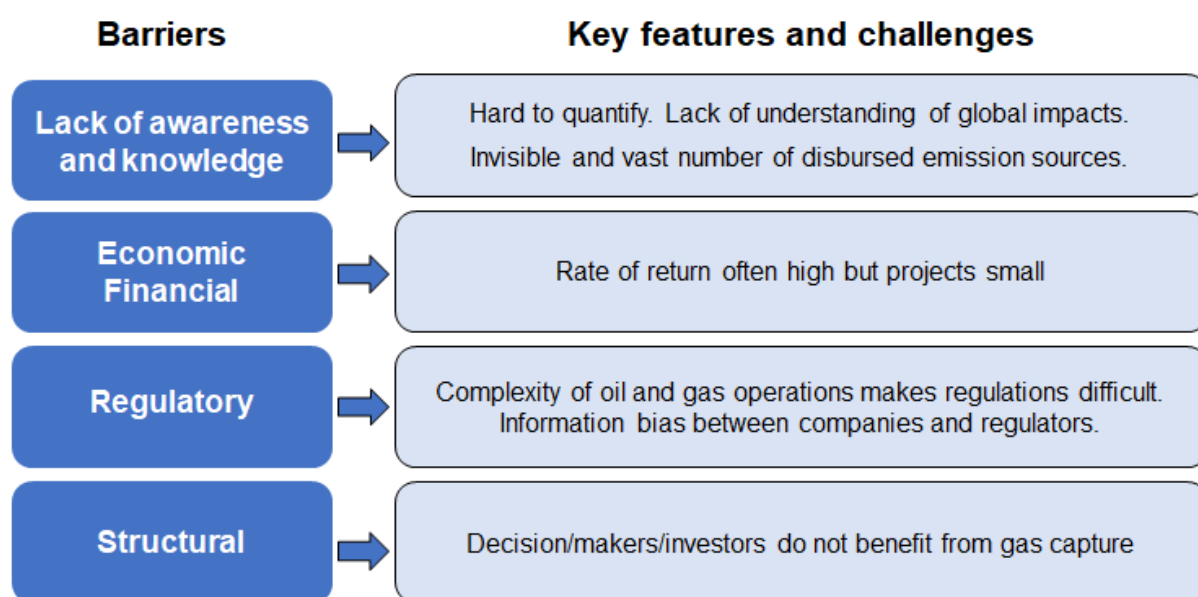 Barriers
Key features and challenges
Lack of awareness
and knowledge
Hard to quantify. Lack of understanding of global impacts.
Invisible and vast number of disbursed emission sources.
Economic
Financial
Rate of return often high but projects small
Regulatory
Complexity of oil and gas operations makes regulations difficult.
Information bias between companies and regulators.
Structural
Decision/makers/investors do not benefit from gas capture